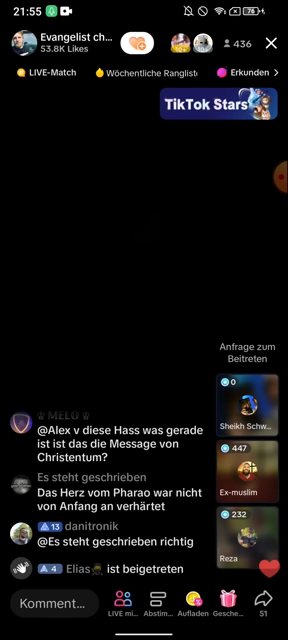 21:55
76
Evangelist ch...
53.8K Likes
10+
10+
436
LIVE-Match
Wöchentliche Rangliste
Erkunden
TikTok Stars
Anfrage zum
Beitreten
0
Sheikh Schw...
447
Ex-muslim
232
Reza
♕ MELO ♕
@Alex v diese Hass was gerade
ist ist das die Message von
Christentum?
Es steht geschrieben
Das Herz vom Pharao war nicht
von Anfang an verhärtet
13 danitronik
@Es steht geschrieben richtig
4 Elias🥷 ist beigetreten
Komment...
LIVE mi...
Abstim...
Aufladen
Gesche...
51